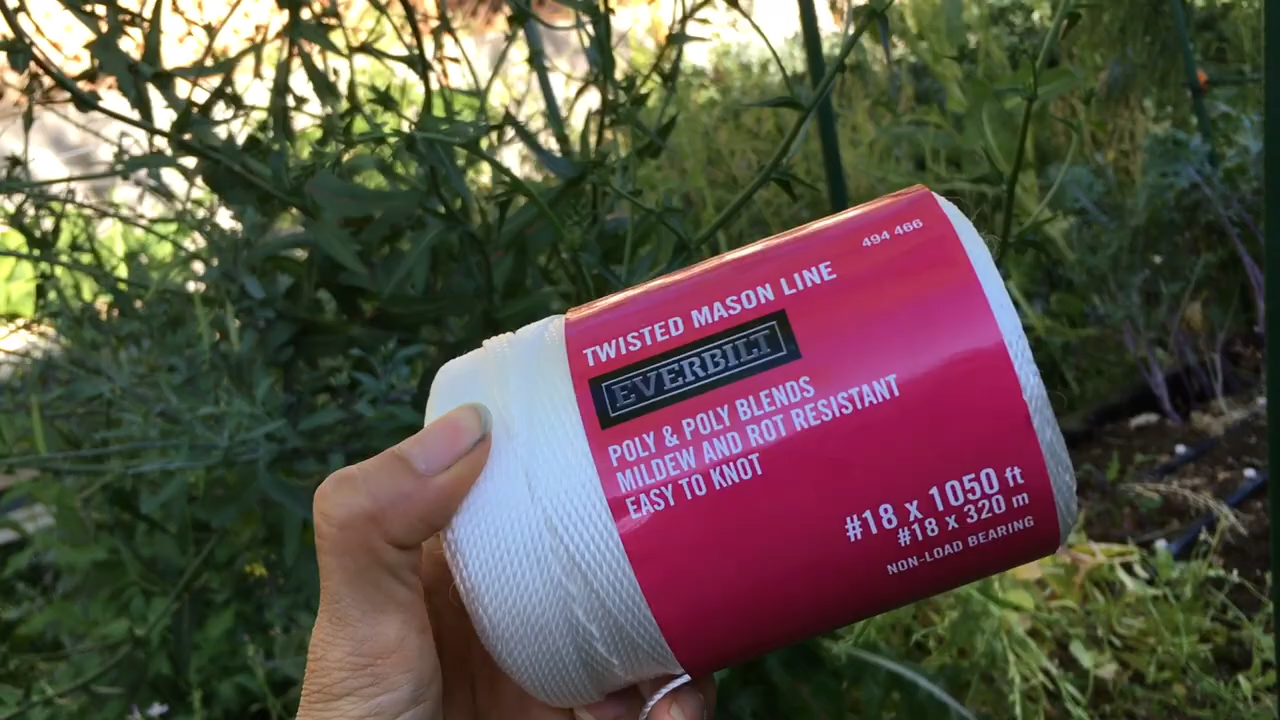 494 466
TWISTED MASON LINE
EVERBILT
POLY & POLY BLENDS
MILDEW AND ROT RESISTANT
EASY TO KNOT
#18 x 1050 ft
#18 x 320 m
NON-LOAD BEARING